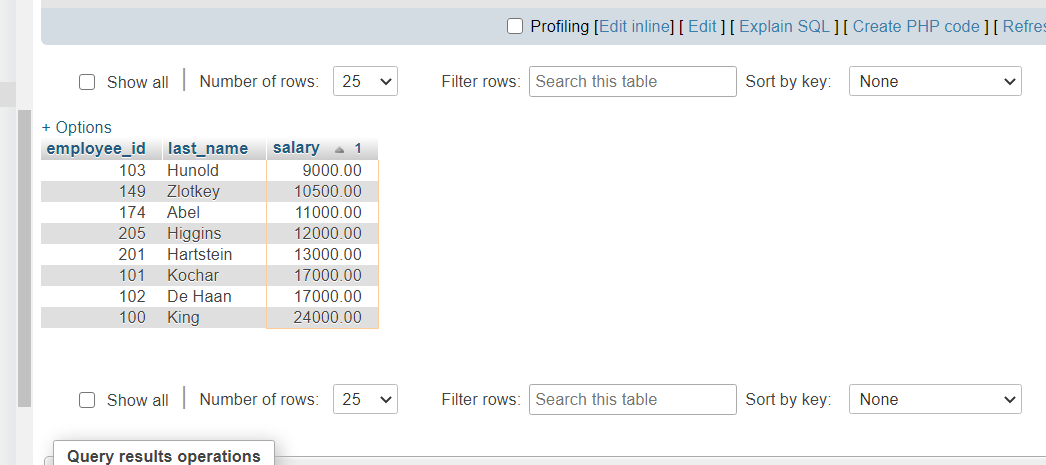 Profiling [Edit inline] [ Edit ] [ Explain SQL ] [ Create PHP code ] [ Refres
Show all | Number of rows: 25 Filter rows: Search this table Sort by key: None
+ Options
employee_id last_name salary 1
103 Hunold 9000.00
149 Zlotkey 10500.00
174 Abel 11000.00
205 Higgins 12000.00
201 Hartstein 13000.00
101 Kochar 17000.00
102 De Haan 17000.00
100 King 24000.00
Show all | Number of rows: 25 Filter rows: Search this table Sort by key: None
Query results operations